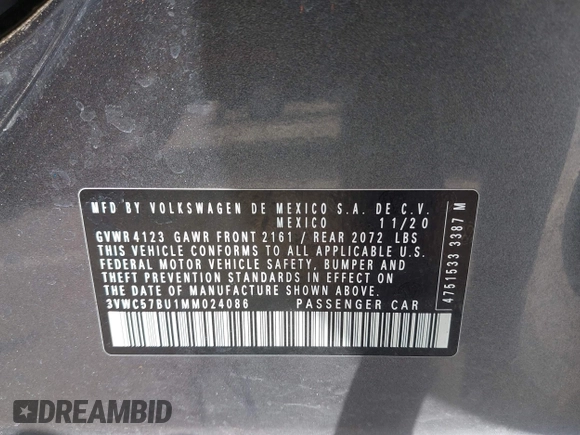 MFD BY VOLKSWAGEN DE MEXICO S.A. DE C.V.
MEXICO 11/20
GVWR 4123 GAWR FRONT 2161 / REAR 2072 LBS
THIS VEHICLE CONFORMS TO ALL APPLICABLE U.S.
FEDERAL MOTOR VEHICLE SAFETY, BUMPER AND
THEFT PREVENTION STANDARDS IN EFFECT ON
THE DATE OF MANUFACTURE SHOWN ABOVE.
3VWC57BU1MM024086 PASSENGER CAR
4751533 3387 M
DREAMBID